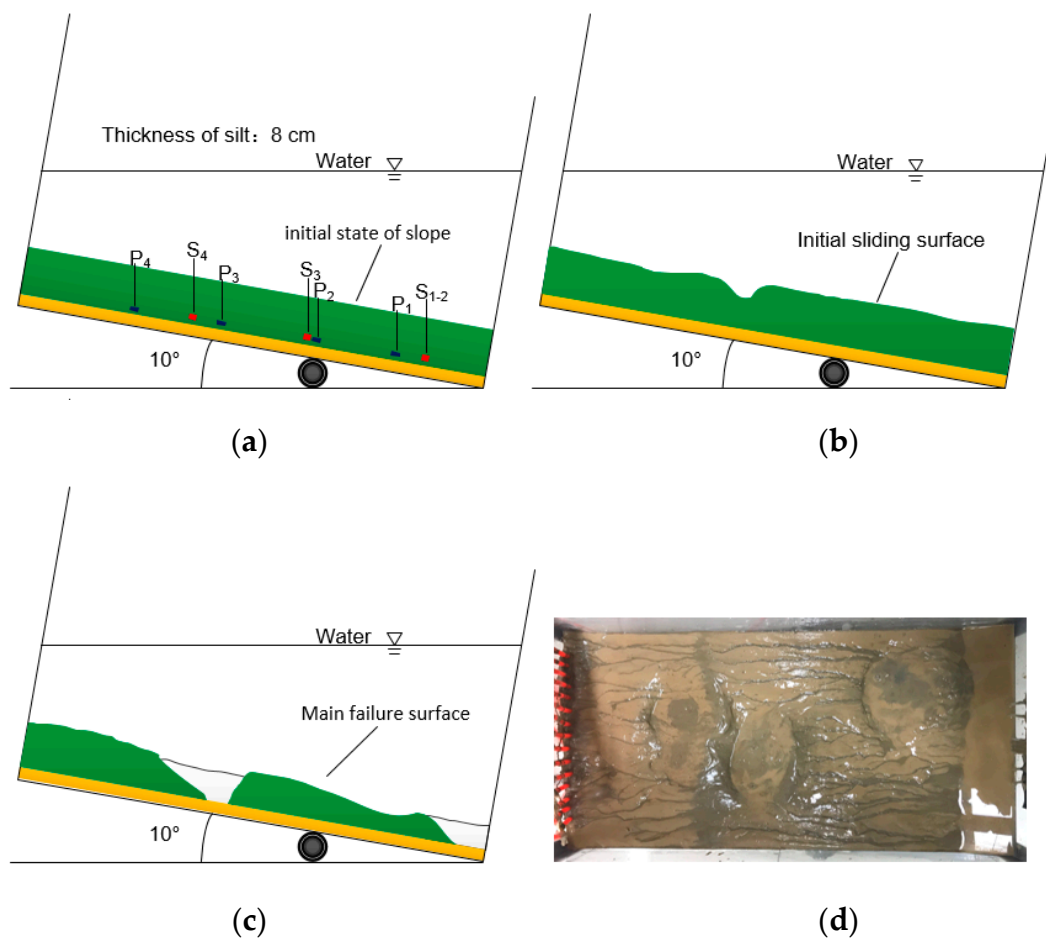 Thickness of silt：8 cm
Water
initial state of slope
P4 S4 P3 S3 P2 P1 S1-2
10°
(a)
Water
Initial sliding surface
10°
(b)
Water
Main failure surface
10°
(c)
(d)